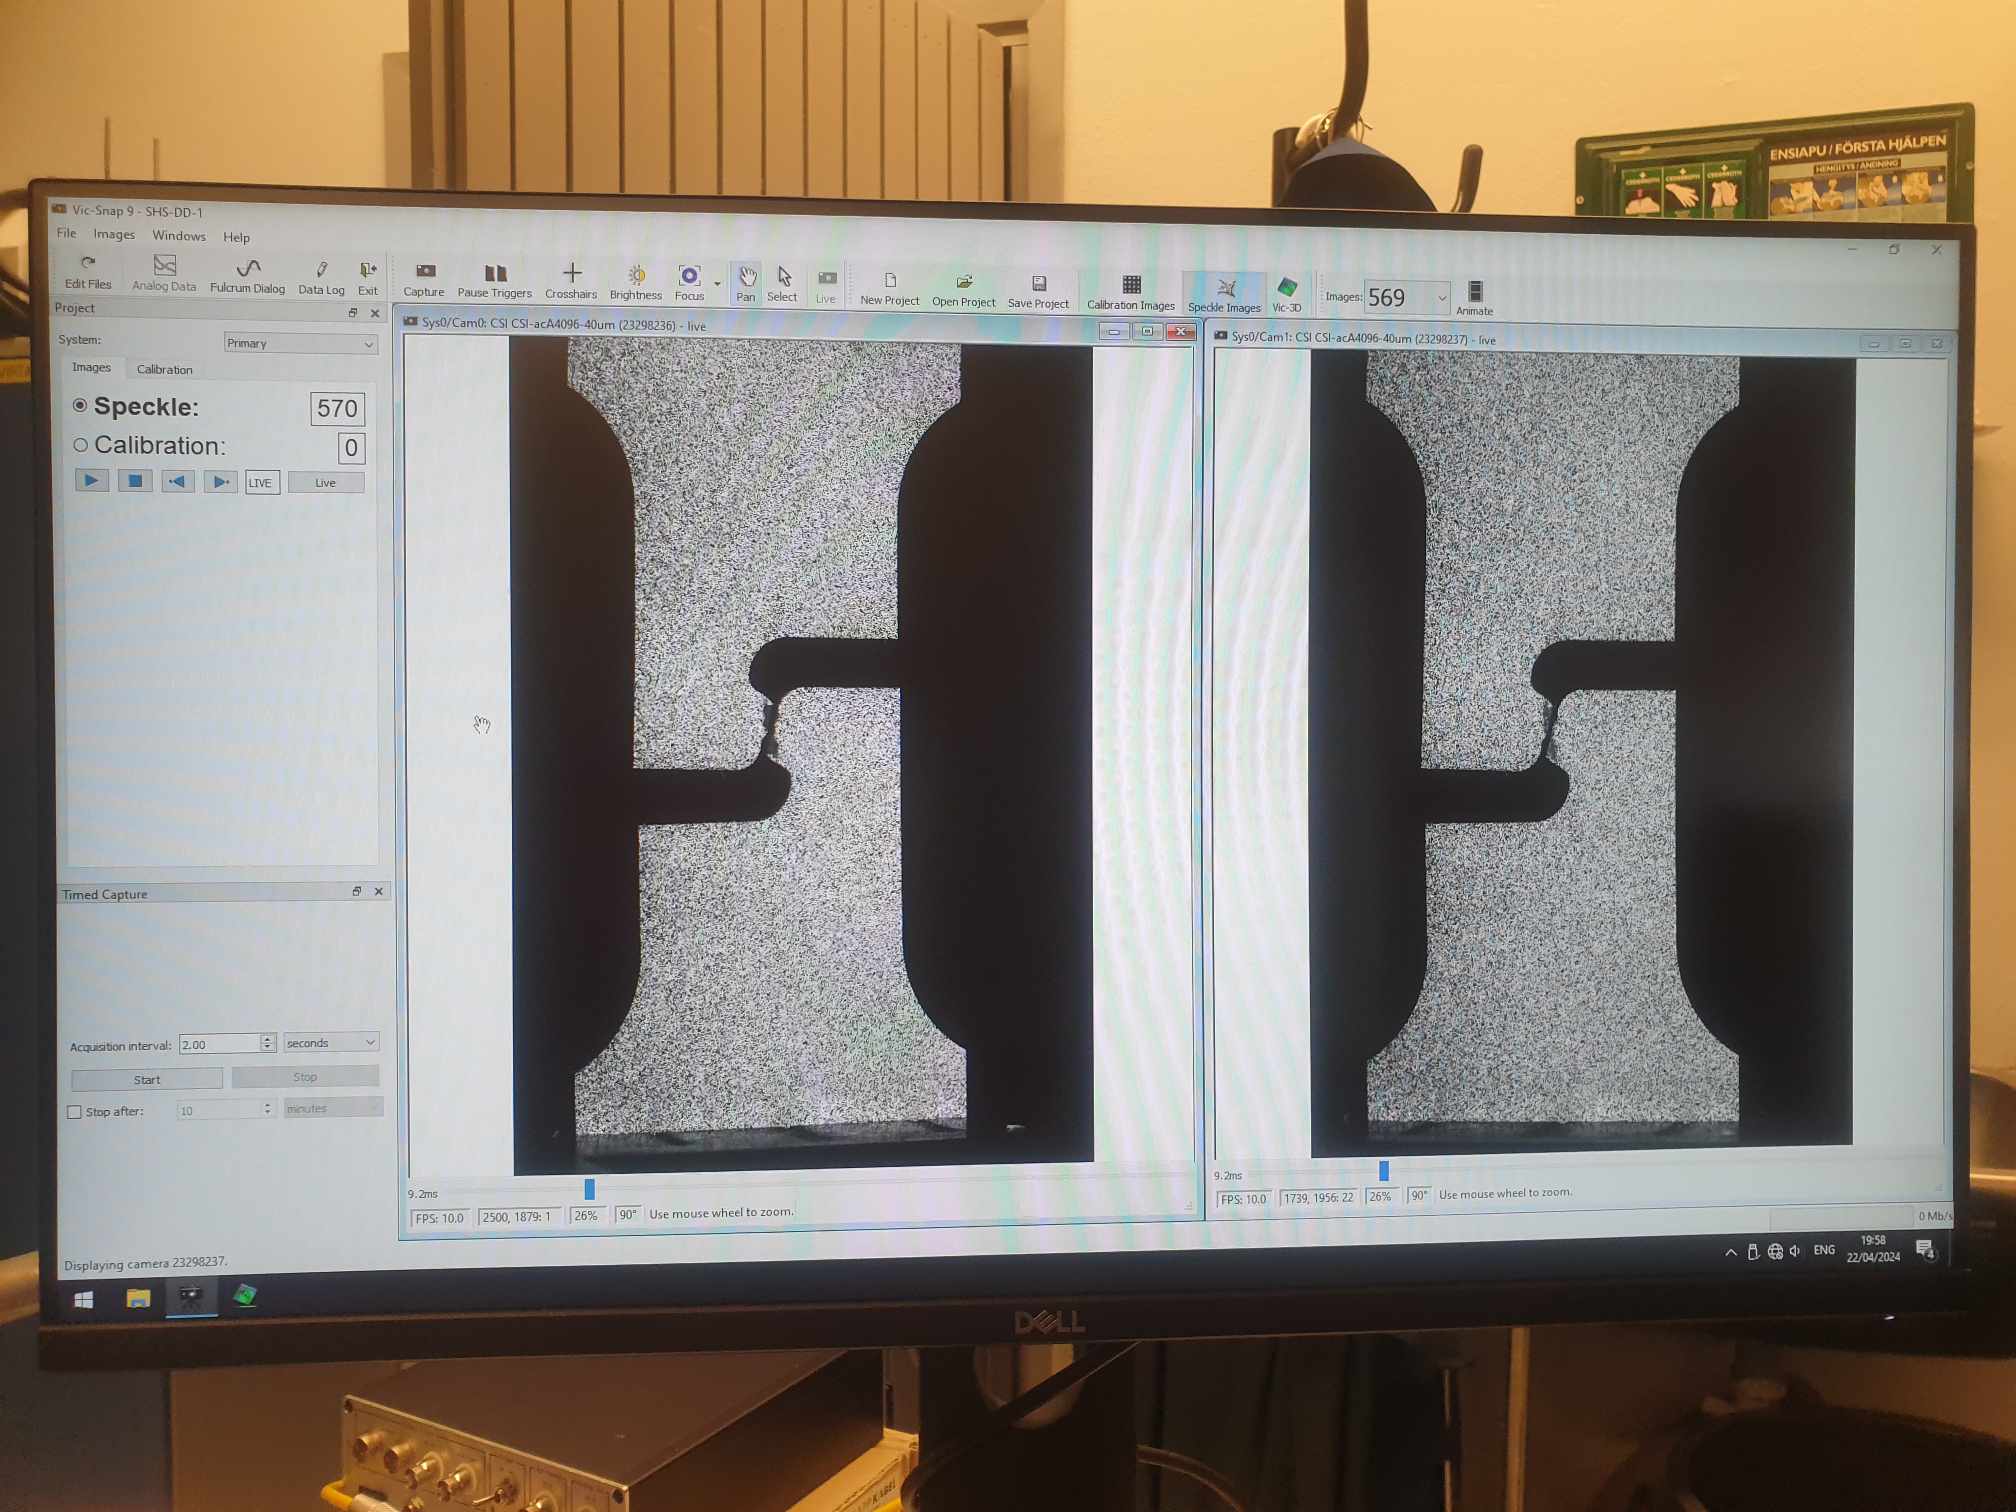 ENSIAPU / FÖRSTA HJÄLPEN
HENGITYS / ANDNING
CEDERROTH CEDERROTH CEDERROTH
Vic-Snap 9 - SHS-DD-1
File Images Windows Help
Edit Files Analog Data Fulcrum Dialog Data Log Exit Capture Pause Triggers Crosshairs Brightness Focus Pan Select Live New Project Open Project Save Project Calibration Images Speckle Images Vic-3D Images: 569 Animate
Project
System: Primary
Images Calibration
Speckle: 570
Calibration: 0
LIVE Live
Timed Capture
Acquisition interval: 2.00 seconds
Start Stop
Stop after: 10 minutes
Displaying camera 23298237.
Sys0/Cam0: CSI CSI-acA4096-40um (23298236) - live
9.2ms
FPS: 10.0 2500, 1879: 1 26% 90° Use mouse wheel to zoom.
Sys0/Cam1: CSI CSI-acA4096-40um (23298237) - live
9.2ms
FPS: 10.0 1739, 1956: 22 26% 90° Use mouse wheel to zoom.
0 Mb/s
ENG
19:58
22/04/2024
4
DELL